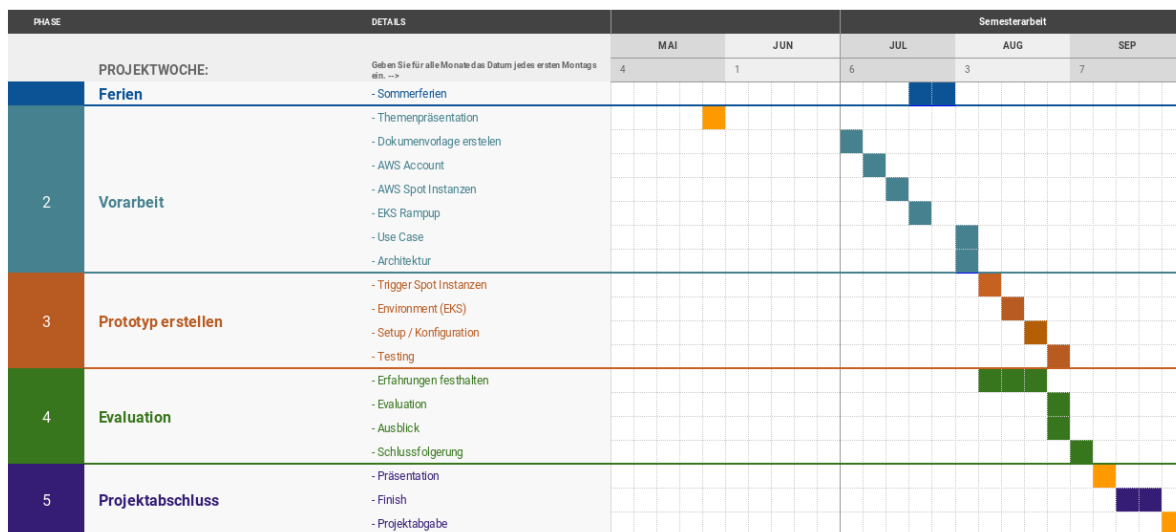 PHASE DETAILS Semesterarbeit
MAI JUN JUL AUG SEP
PROJEKTWOCHE: Geben Sie für alle Monate das Datum jedes ersten Montags
ein. --> 4 1 6 3 7
Ferien - Sommerferien
- Themenpräsentation
- Dokumenvorlage erstelen
- AWS Account
2 Vorarbeit - AWS Spot Instanzen
- EKS Rampup
- Use Case
- Architektur
- Trigger Spot Instanzen
- Environment (EKS)
3 Prototyp erstellen - Setup / Konfiguration
- Testing
- Erfahrungen festhalten
- Evaluation
4 Evaluation - Ausblick
- Schlussfolgerung
- Präsentation
5 Projektabschluss - Finish
- Projektabgabe